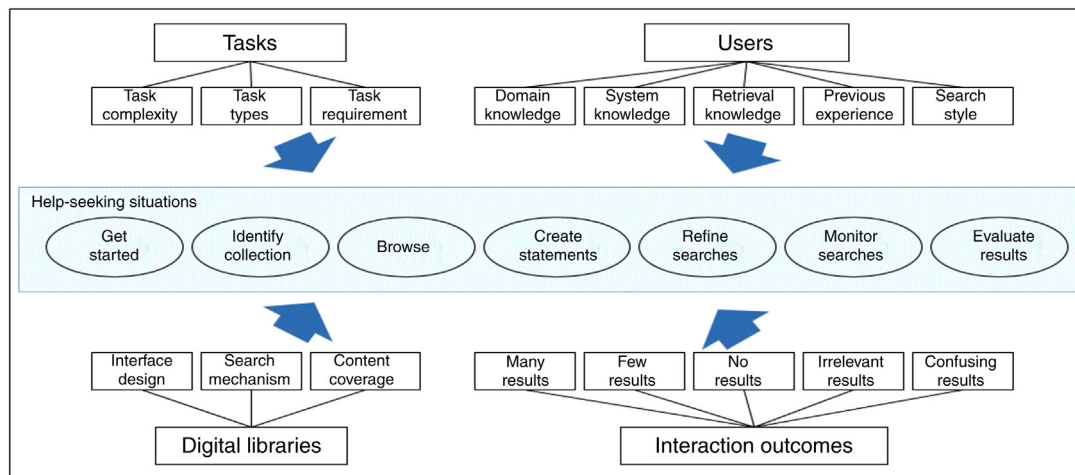 Tasks
Users
Task
complexity
Task
types
Task
requirement
Domain
knowledge
System
knowledge
Retrieval
knowledge
Previous
experience
Search
style
Help-seeking situations
Get
started
Identify
collection
Browse
Create
statements
Refine
searches
Monitor
searches
Evaluate
results
Interface
design
Search
mechanism
Content
coverage
Many
results
Few
results
No
results
Irrelevant
results
Confusing
results
Digital libraries
Interaction outcomes